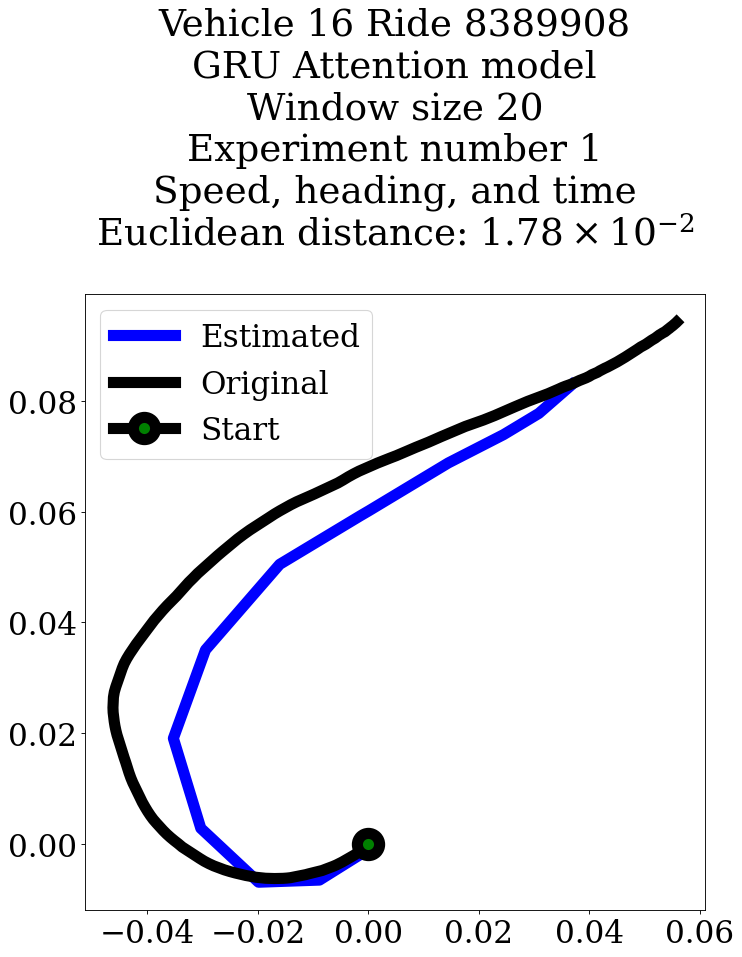 Vehicle 16 Ride 8389908
GRU Attention model
Window size 20
Experiment number 1
Speed, heading, and time
Euclidean distance: 1.78 × 10⁻²
Estimated
Original
Start
0.08
0.06
0.04
0.02
0.00
−0.04 −0.02 0.00 0.02 0.04 0.06